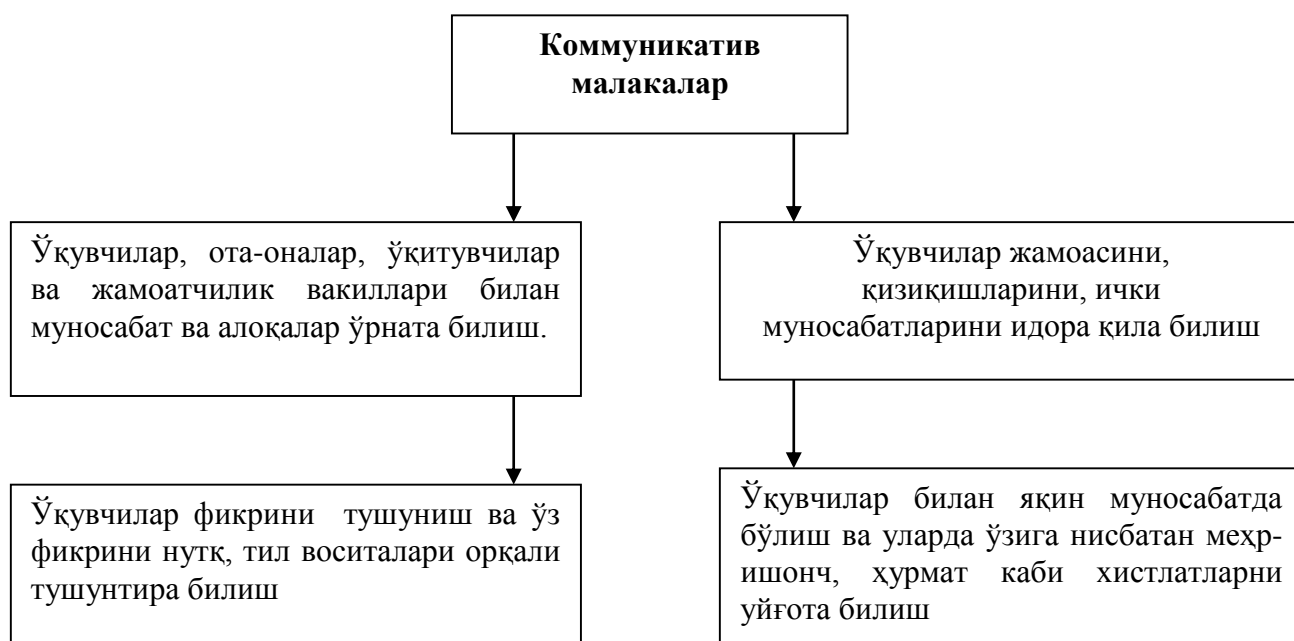 Коммуникатив
малакалар
Ўқувчилар, ота-оналар, ўқитувчилар
ва жамоатчилик вакиллари билан
муносабат ва алоқалар ўрната билиш.
Ўқувчилар жамоасини,
қизиқишларини, ички
муносабатларини идора қила билиш
Ўқувчилар фикрини тушуниш ва ўз
фикрини нутқ, тил воситалари орқали
тушунтира билиш
Ўқувчилар билан яқин муносабатда
бўлиш ва уларда ўзига нисбатан меҳр-
ишонч, ҳурмат каби хистлатларни
уйғота билиш